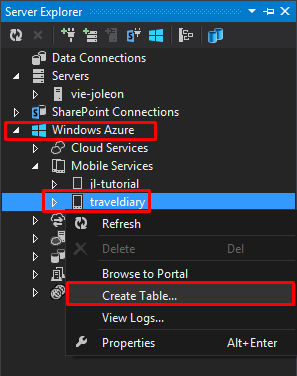 Server Explorer
Data Connections
Servers
vie-joleon
SharePoint Connections
Windows Azure
Cloud Services
Mobile Services
jl-tutorial
traveldiary
Refresh
Delete Del
Browse to Portal
Create Table...
View Logs...
Properties Alt+Enter